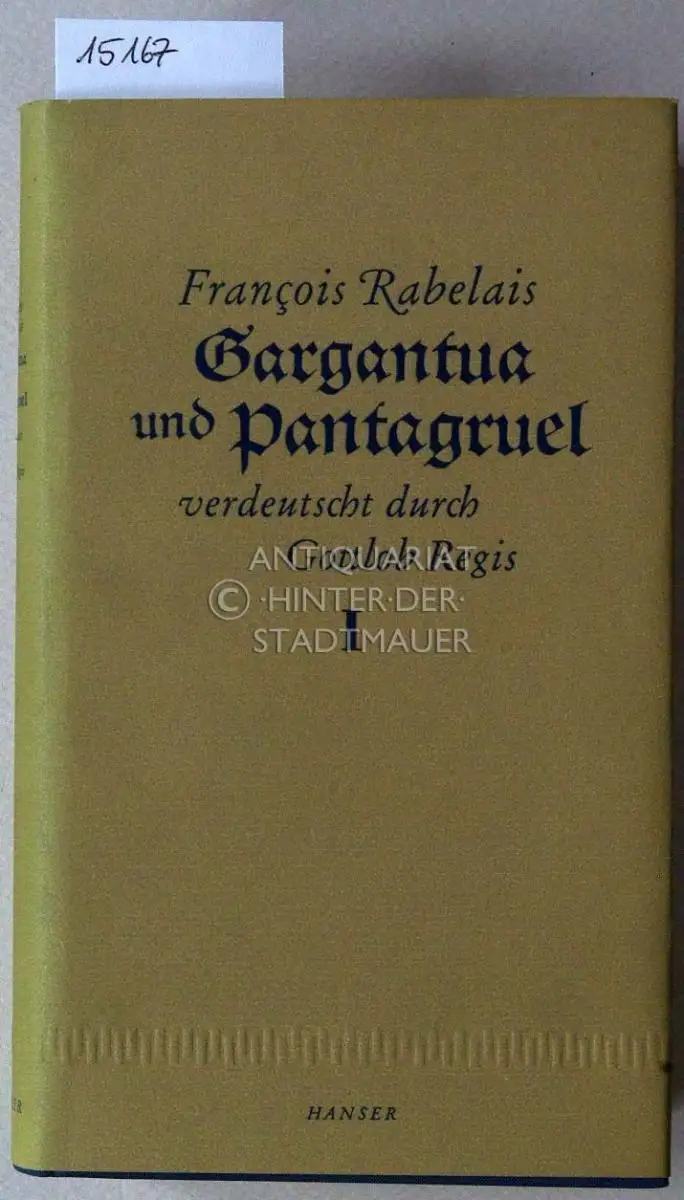 15167
François Rabelais
Gargantua
und Pantagruel
verdeutscht durch
Gottlob Regis
I
ANTIQUARIAT
© ·HINTER·DER·
STADTMAUER
HANSER